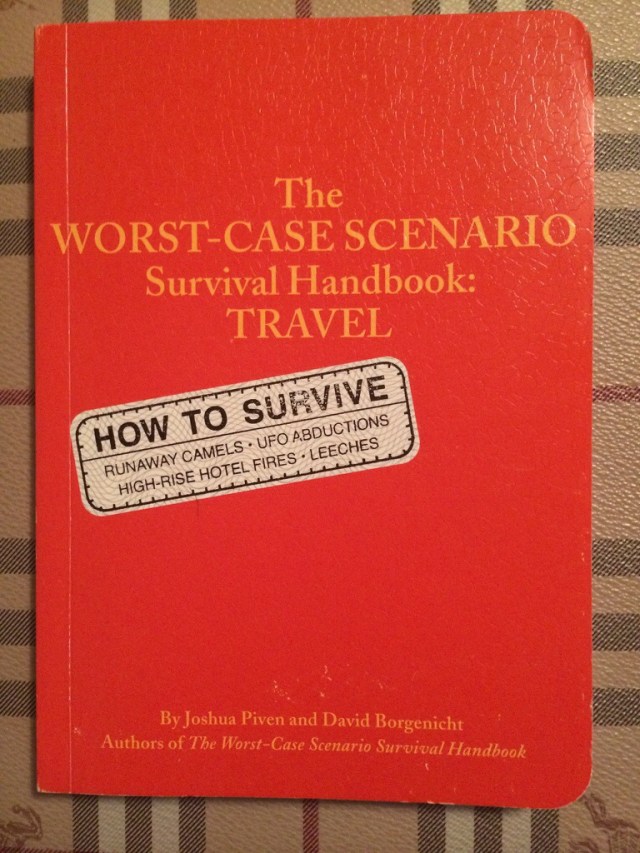 The
WORST-CASE SCENARIO
Survival Handbook:
TRAVEL
HOW TO SURVIVE
RUNAWAY CAMELS · UFO ABDUCTIONS
HIGH-RISE HOTEL FIRES · LEECHES
By Joshua Piven and David Borgenicht
Authors of The Worst-Case Scenario Survival Handbook